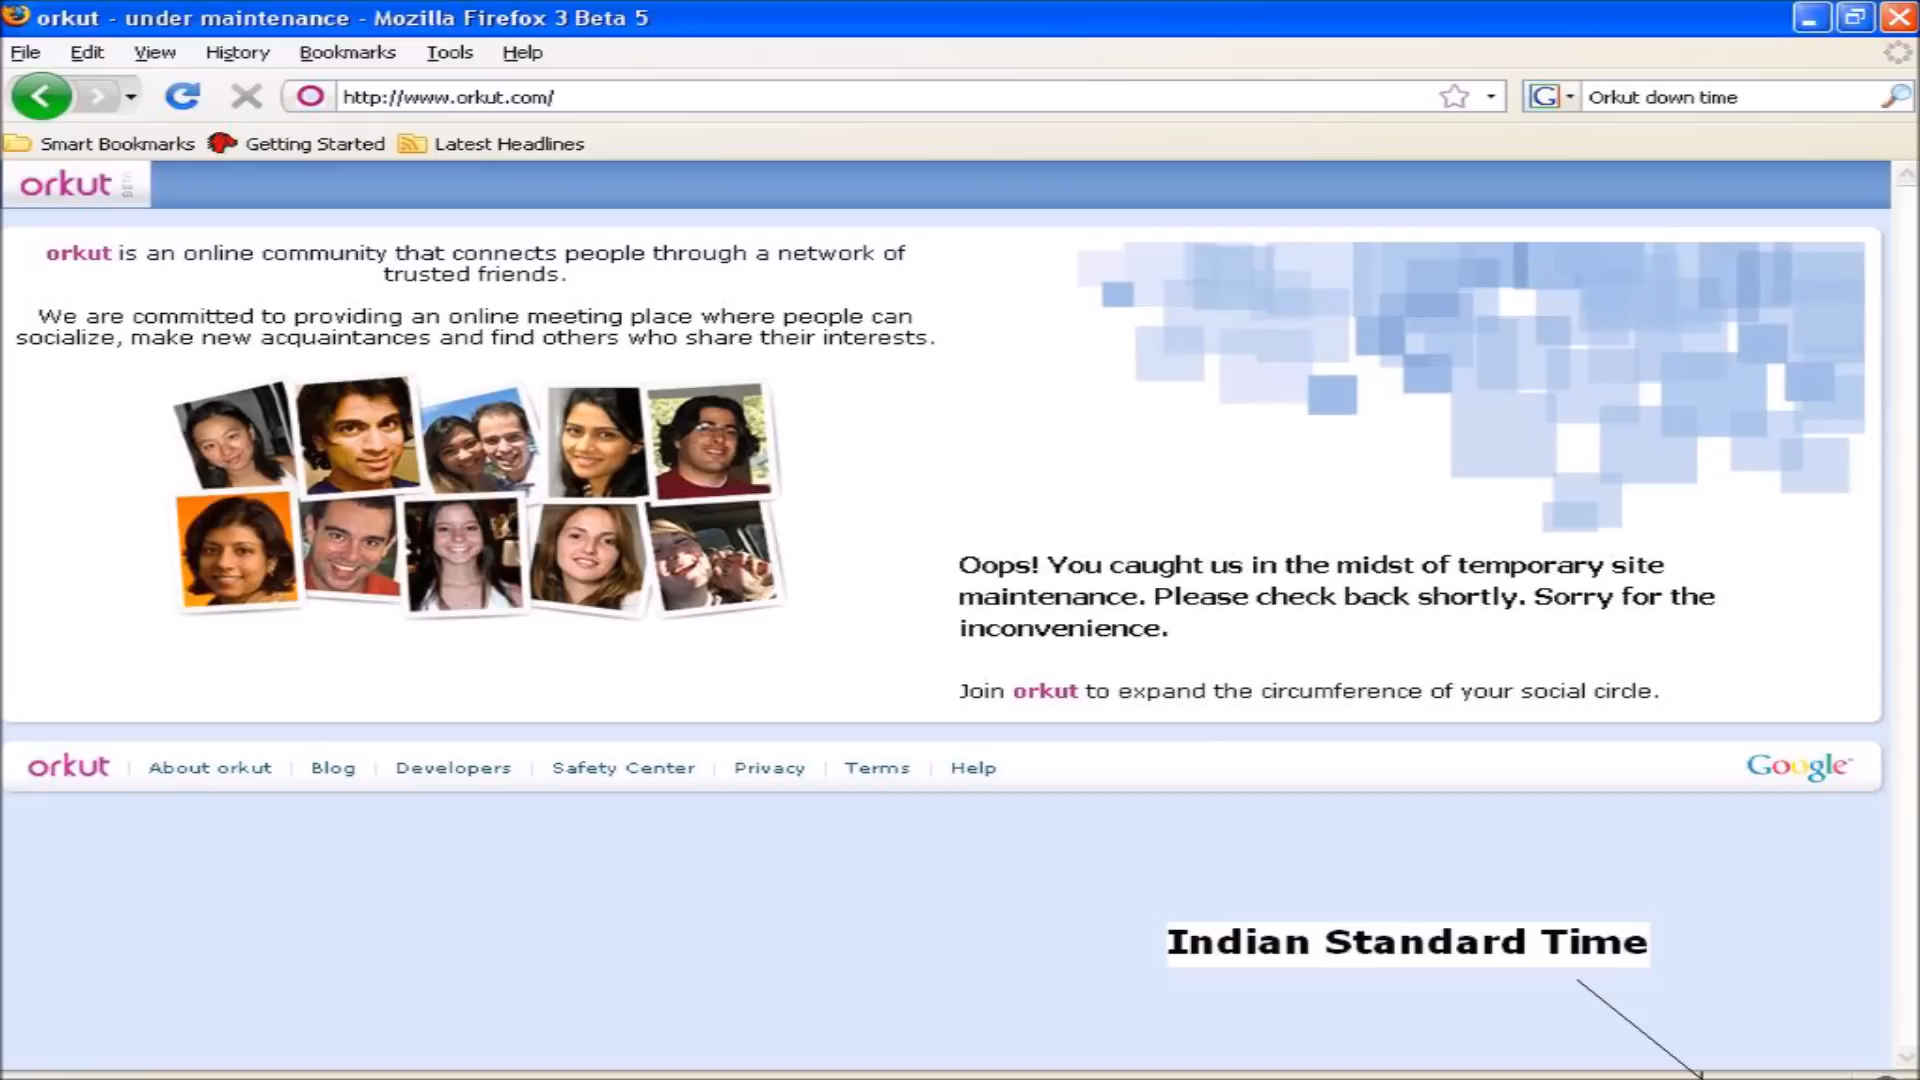 orkut - under maintenance - Mozilla Firefox 3 Beta 5
File Edit View History Bookmarks Tools Help
http://www.orkut.com/ G Orkut down time
Smart Bookmarks Getting Started Latest Headlines
orkut BETA
orkut is an online community that connects people through a network of
trusted friends.
We are committed to providing an online meeting place where people can
socialize, make new acquaintances and find others who share their interests.
Oops! You caught us in the midst of temporary site
maintenance. Please check back shortly. Sorry for the
inconvenience.
Join orkut to expand the circumference of your social circle.
orkut | About orkut | Blog | Developers | Safety Center | Privacy | Terms | Help Google™
Indian Standard Time